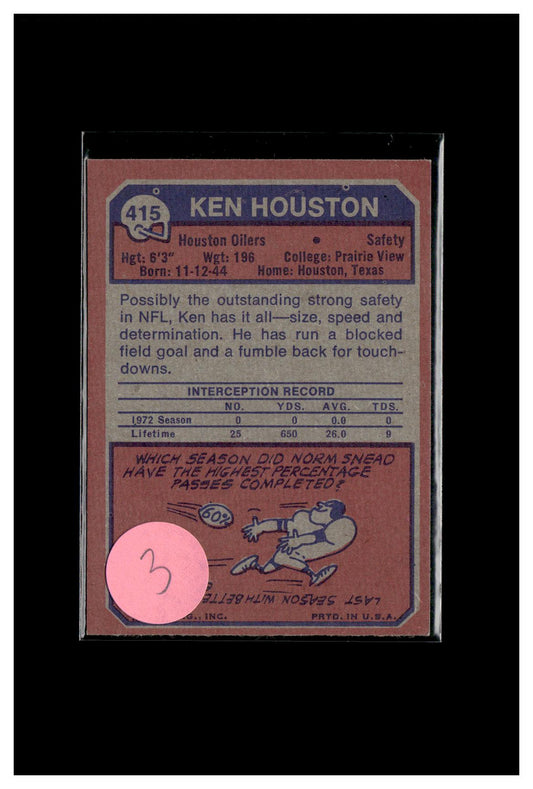 415
KEN HOUSTON
Houston Oilers • Safety
Hgt: 6'3" Wgt: 196 College: Prairie View
Born: 11-12-44 Home: Houston, Texas
Possibly the outstanding strong safety
in NFL, Ken has it all—size, speed and
determination. He has run a blocked
field goal and a fumble back for touch-
downs.
INTERCEPTION RECORD
NO. YDS. AVG. TDS.
1972 Season 0 0 0.0 0
Lifetime 25 650 26.0 9
WHICH SEASON DID NORM SNEAD
HAVE THE HIGHEST PERCENTAGE
PASSES COMPLETED?
60%
3
LAST SEASON WITH BETTE
INC. PRTD. IN U.S.A.